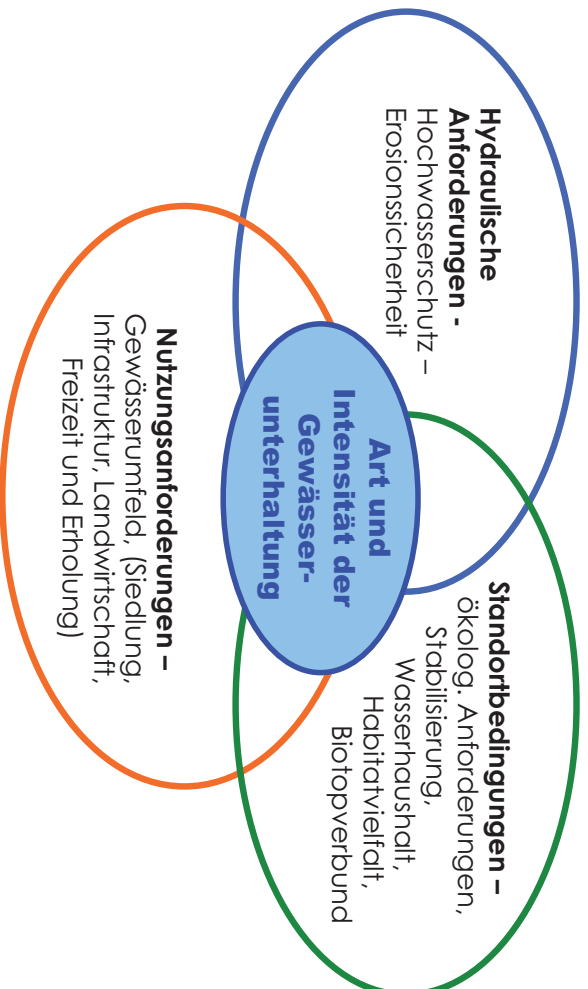 Hydraulische
Anforderungen -
Hochwasserschutz –
Erosionssicherheit
Standortbedingungen –
ökolog. Anforderungen,
Stabilisierung,
Wasserhaushalt,
Habitatvielfalt,
Biotopverbund
Art und
Intensität der
Gewässer-
unterhaltung
Nutzungsanforderungen –
Gewässerumfeld, (Siedlung,
Infrastruktur, Landwirtschaft,
Freizeit und Erholung)